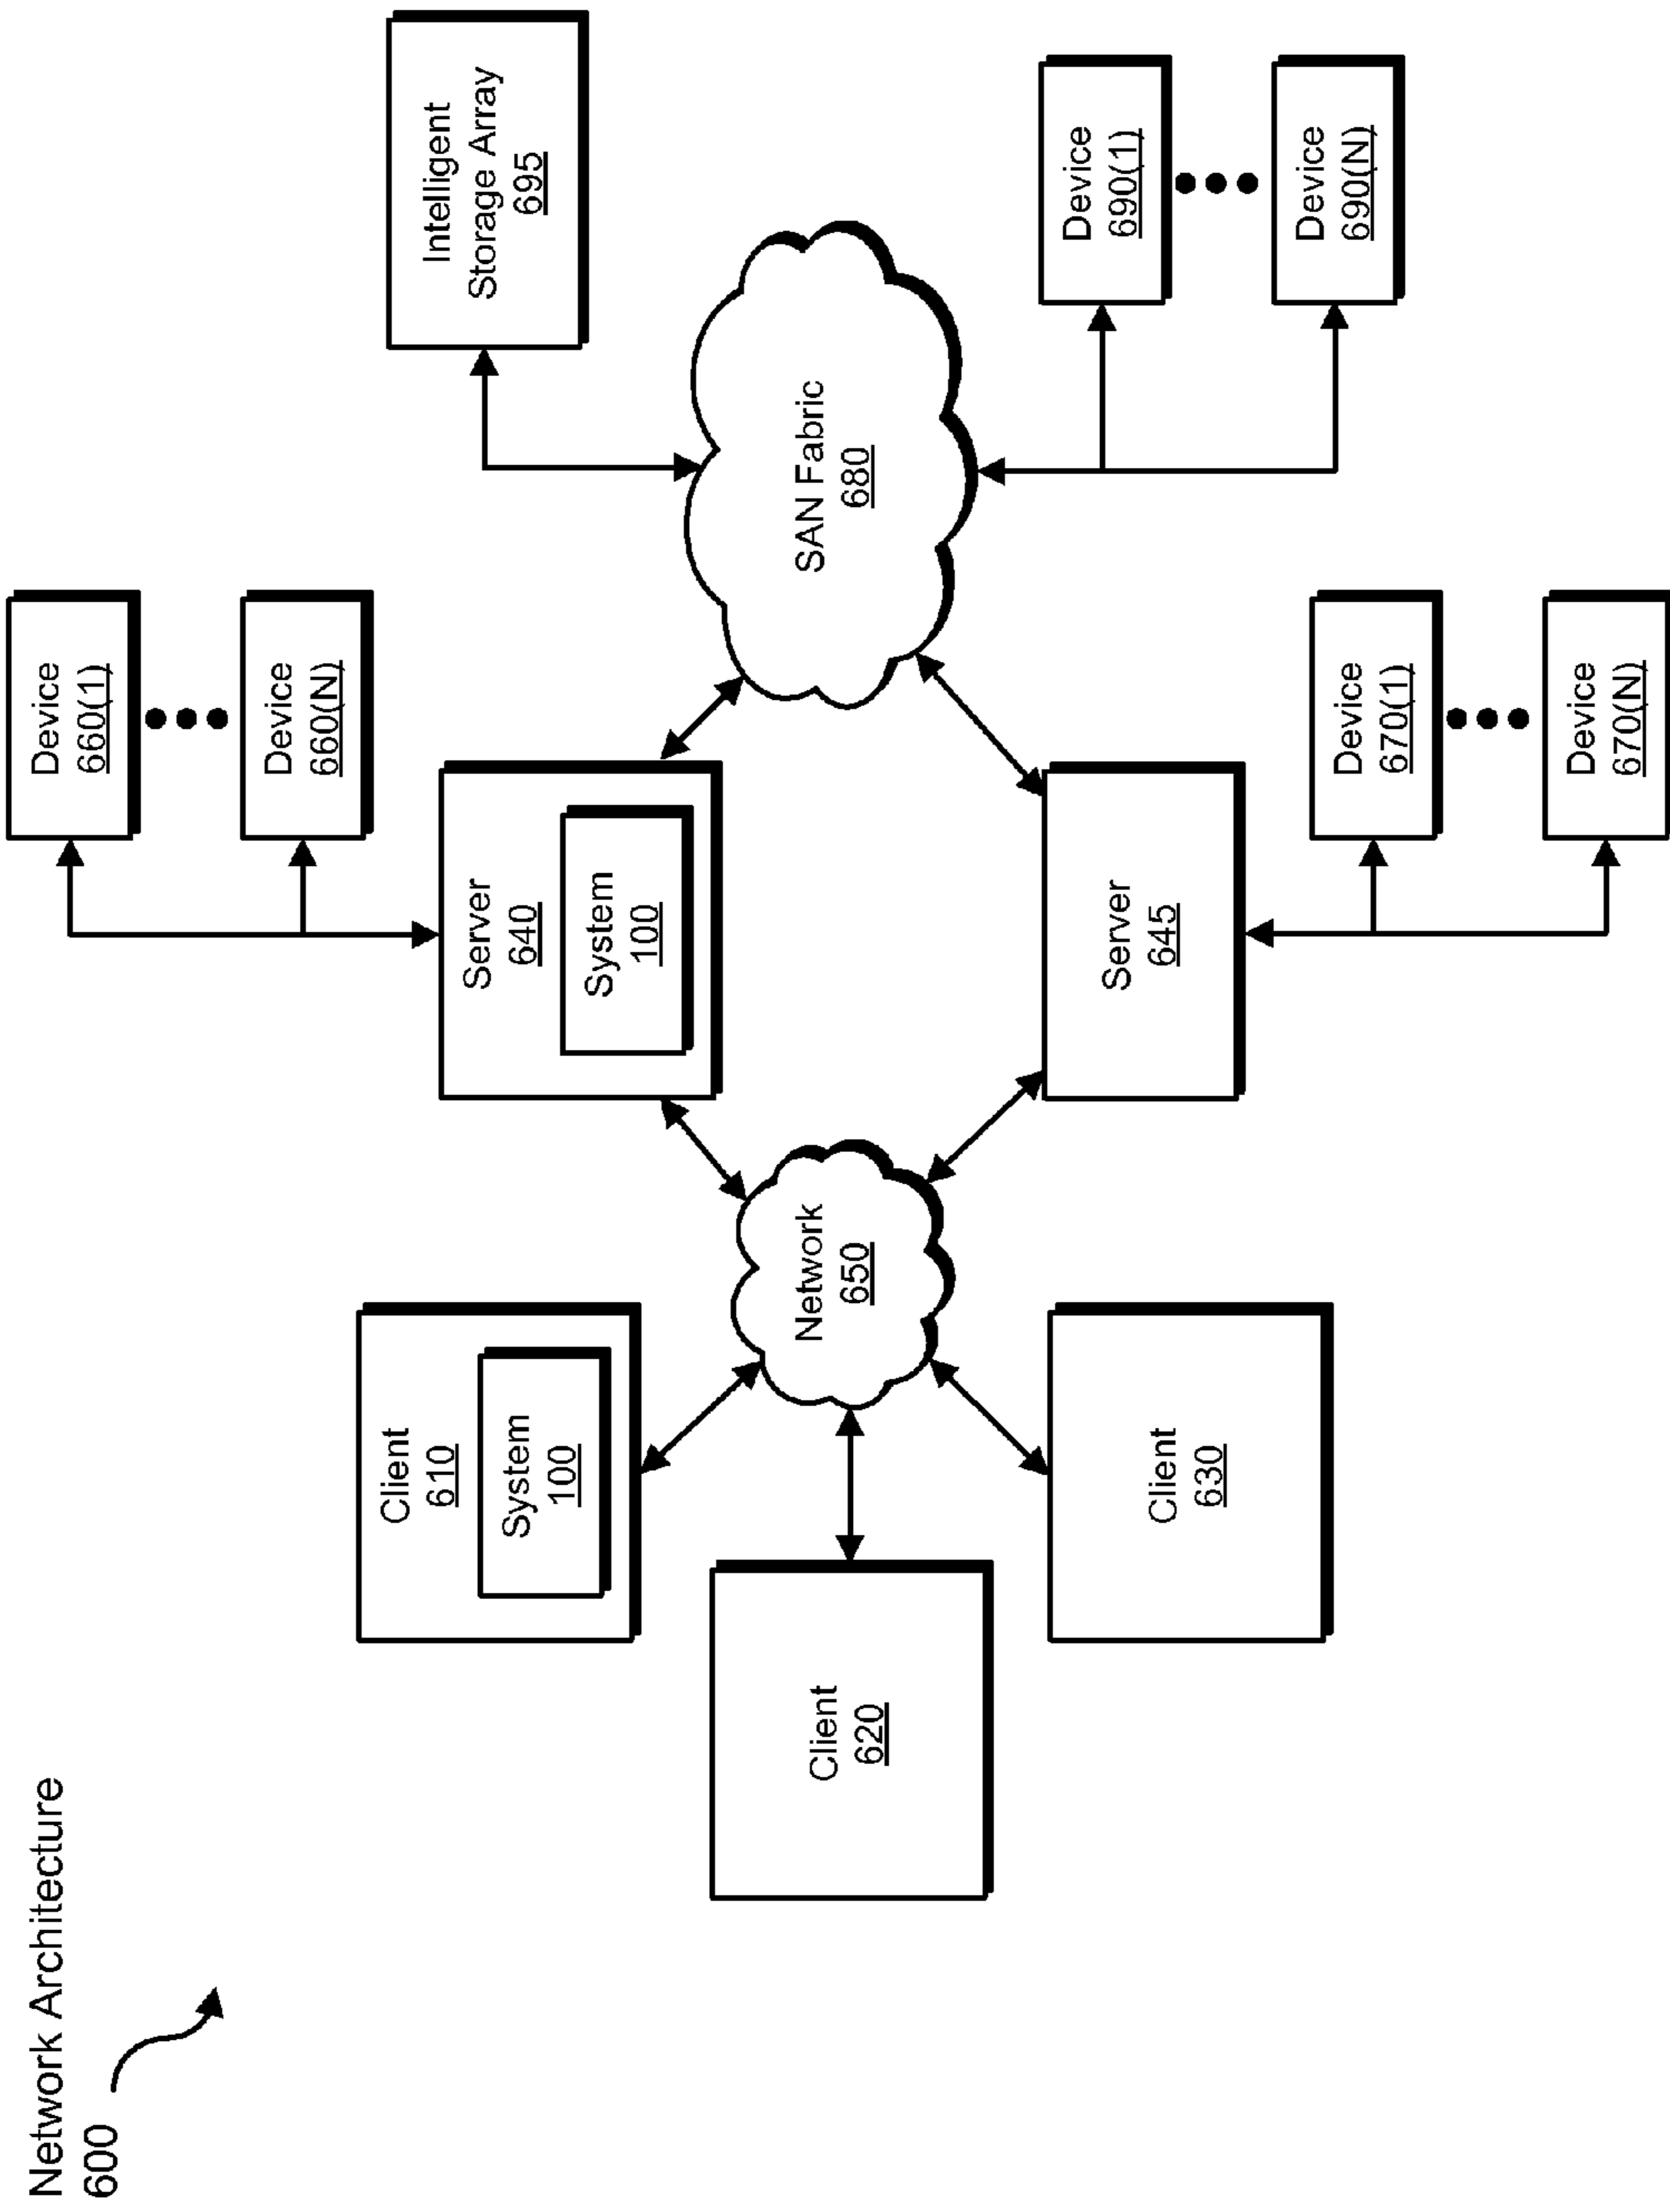 Network Architecture
600
Device
660(1)
Device
660(N)
Intelligent
Storage Array
695
Client
610
System
100
Server
640
System
100
Client
620
Network
650
SAN Fabric
680
Client
630
Server
645
Device
690(1)
Device
690(N)
Device
670(1)
Device
670(N)